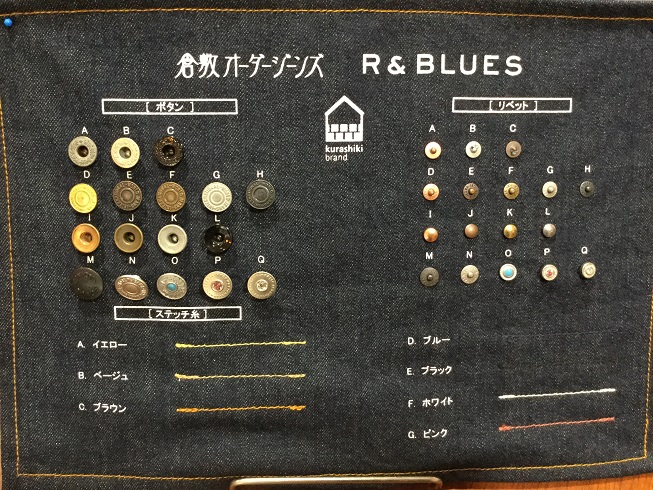 倉敷オーダージーンズ R & BLUES
[ ボタン ]
kurashiki
brand
[ リベット ]
A B C
D E F G H
I J K L
M N O P Q
A B C
D E F G H
I J K L
M N O P Q
[ ステッチ糸 ]
A. イエロー
B. ベージュ
C. ブラウン
D. ブルー
E. ブラック
F. ホワイト
G. ピンク